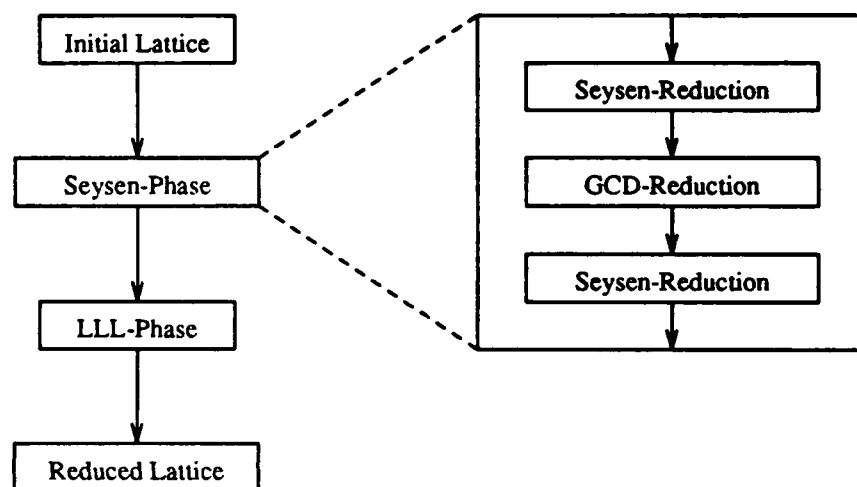 Initial Lattice
Seysen-Phase
LLL-Phase
Reduced Lattice
Seysen-Reduction
GCD-Reduction
Seysen-Reduction